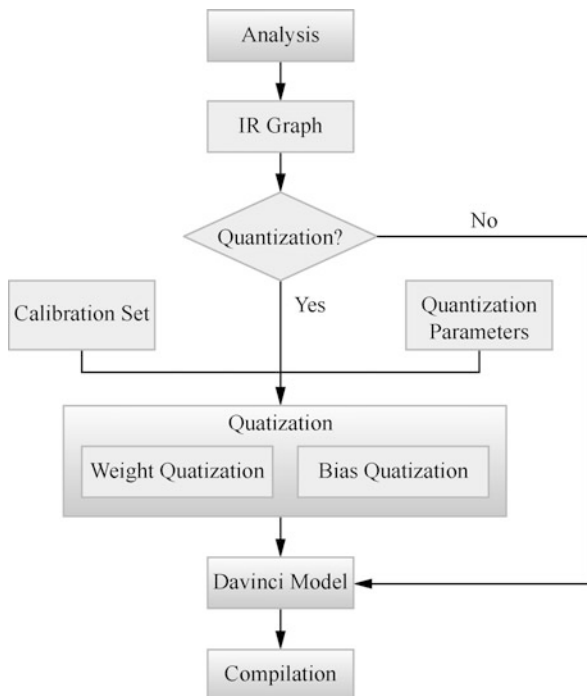 Analysis
IR Graph
Quantization?
No
Yes
Calibration Set
Quantization
Parameters
Quatization
Weight Quatization
Bias Quatization
Davinci Model
Compilation